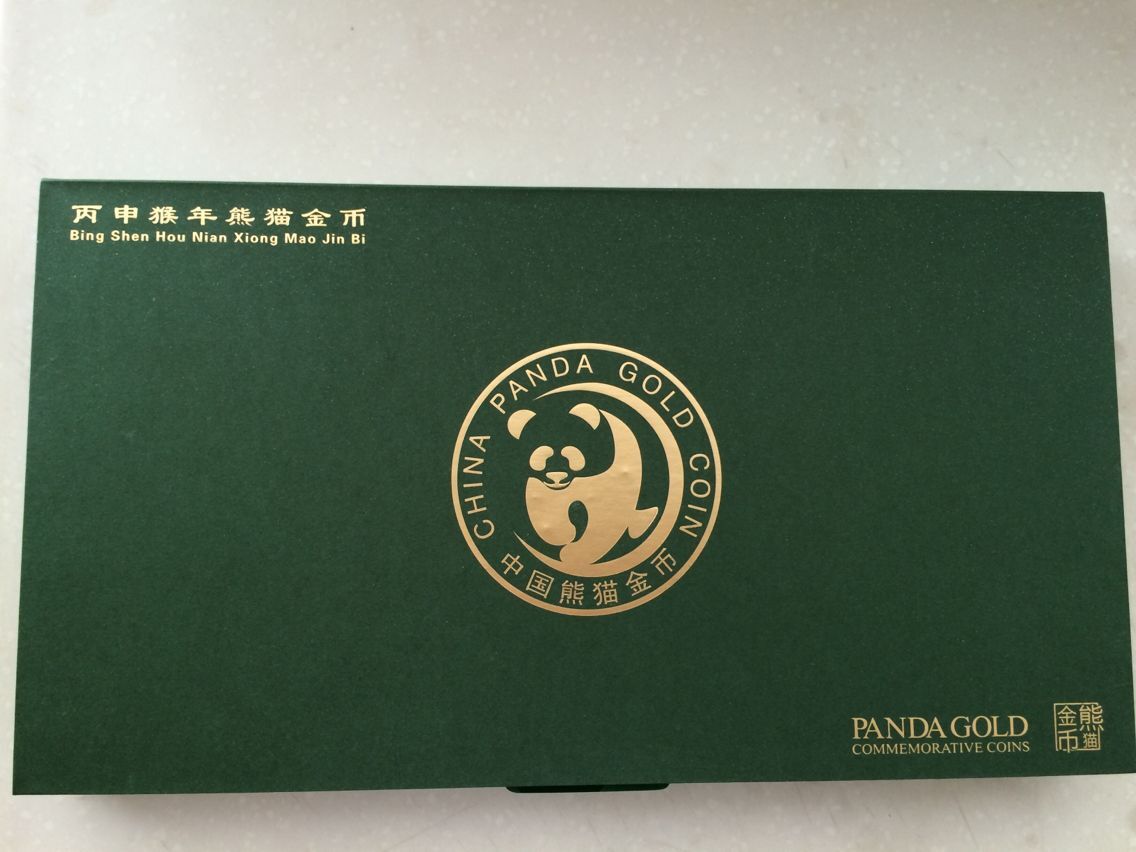 丙申猴年熊猫金币
Bing Shen Hou Nian Xiong Mao Jin Bi
CHINA PANDA GOLD COIN
中国熊猫金币
PANDA GOLD
COMMEMORATIVE COINS
熊猫
金币